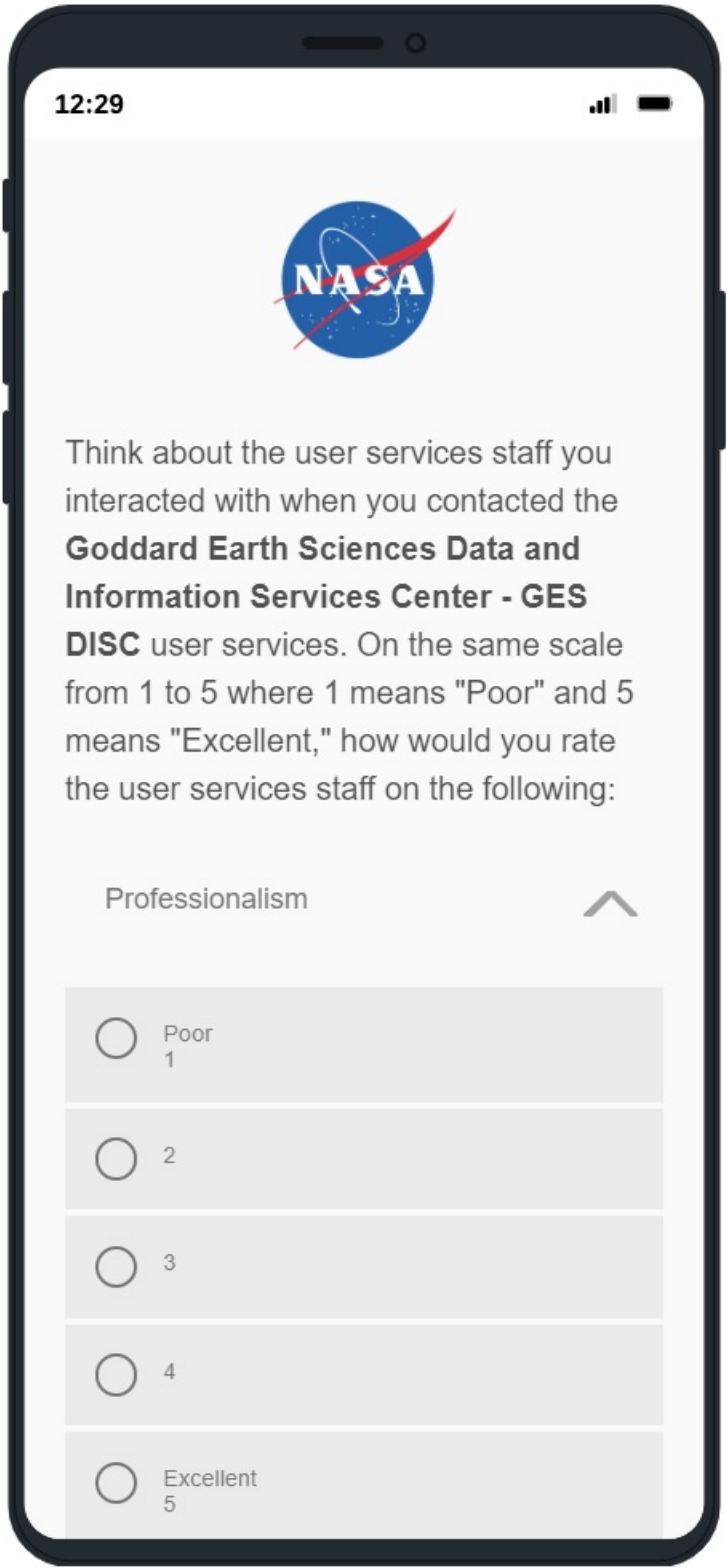 12:29
NASA
Think about the user services staff you
interacted with when you contacted the
Goddard Earth Sciences Data and
Information Services Center - GES
DISC user services. On the same scale
from 1 to 5 where 1 means "Poor" and 5
means "Excellent," how would you rate
the user services staff on the following:
Professionalism
Poor
1
2
3
4
Excellent
5